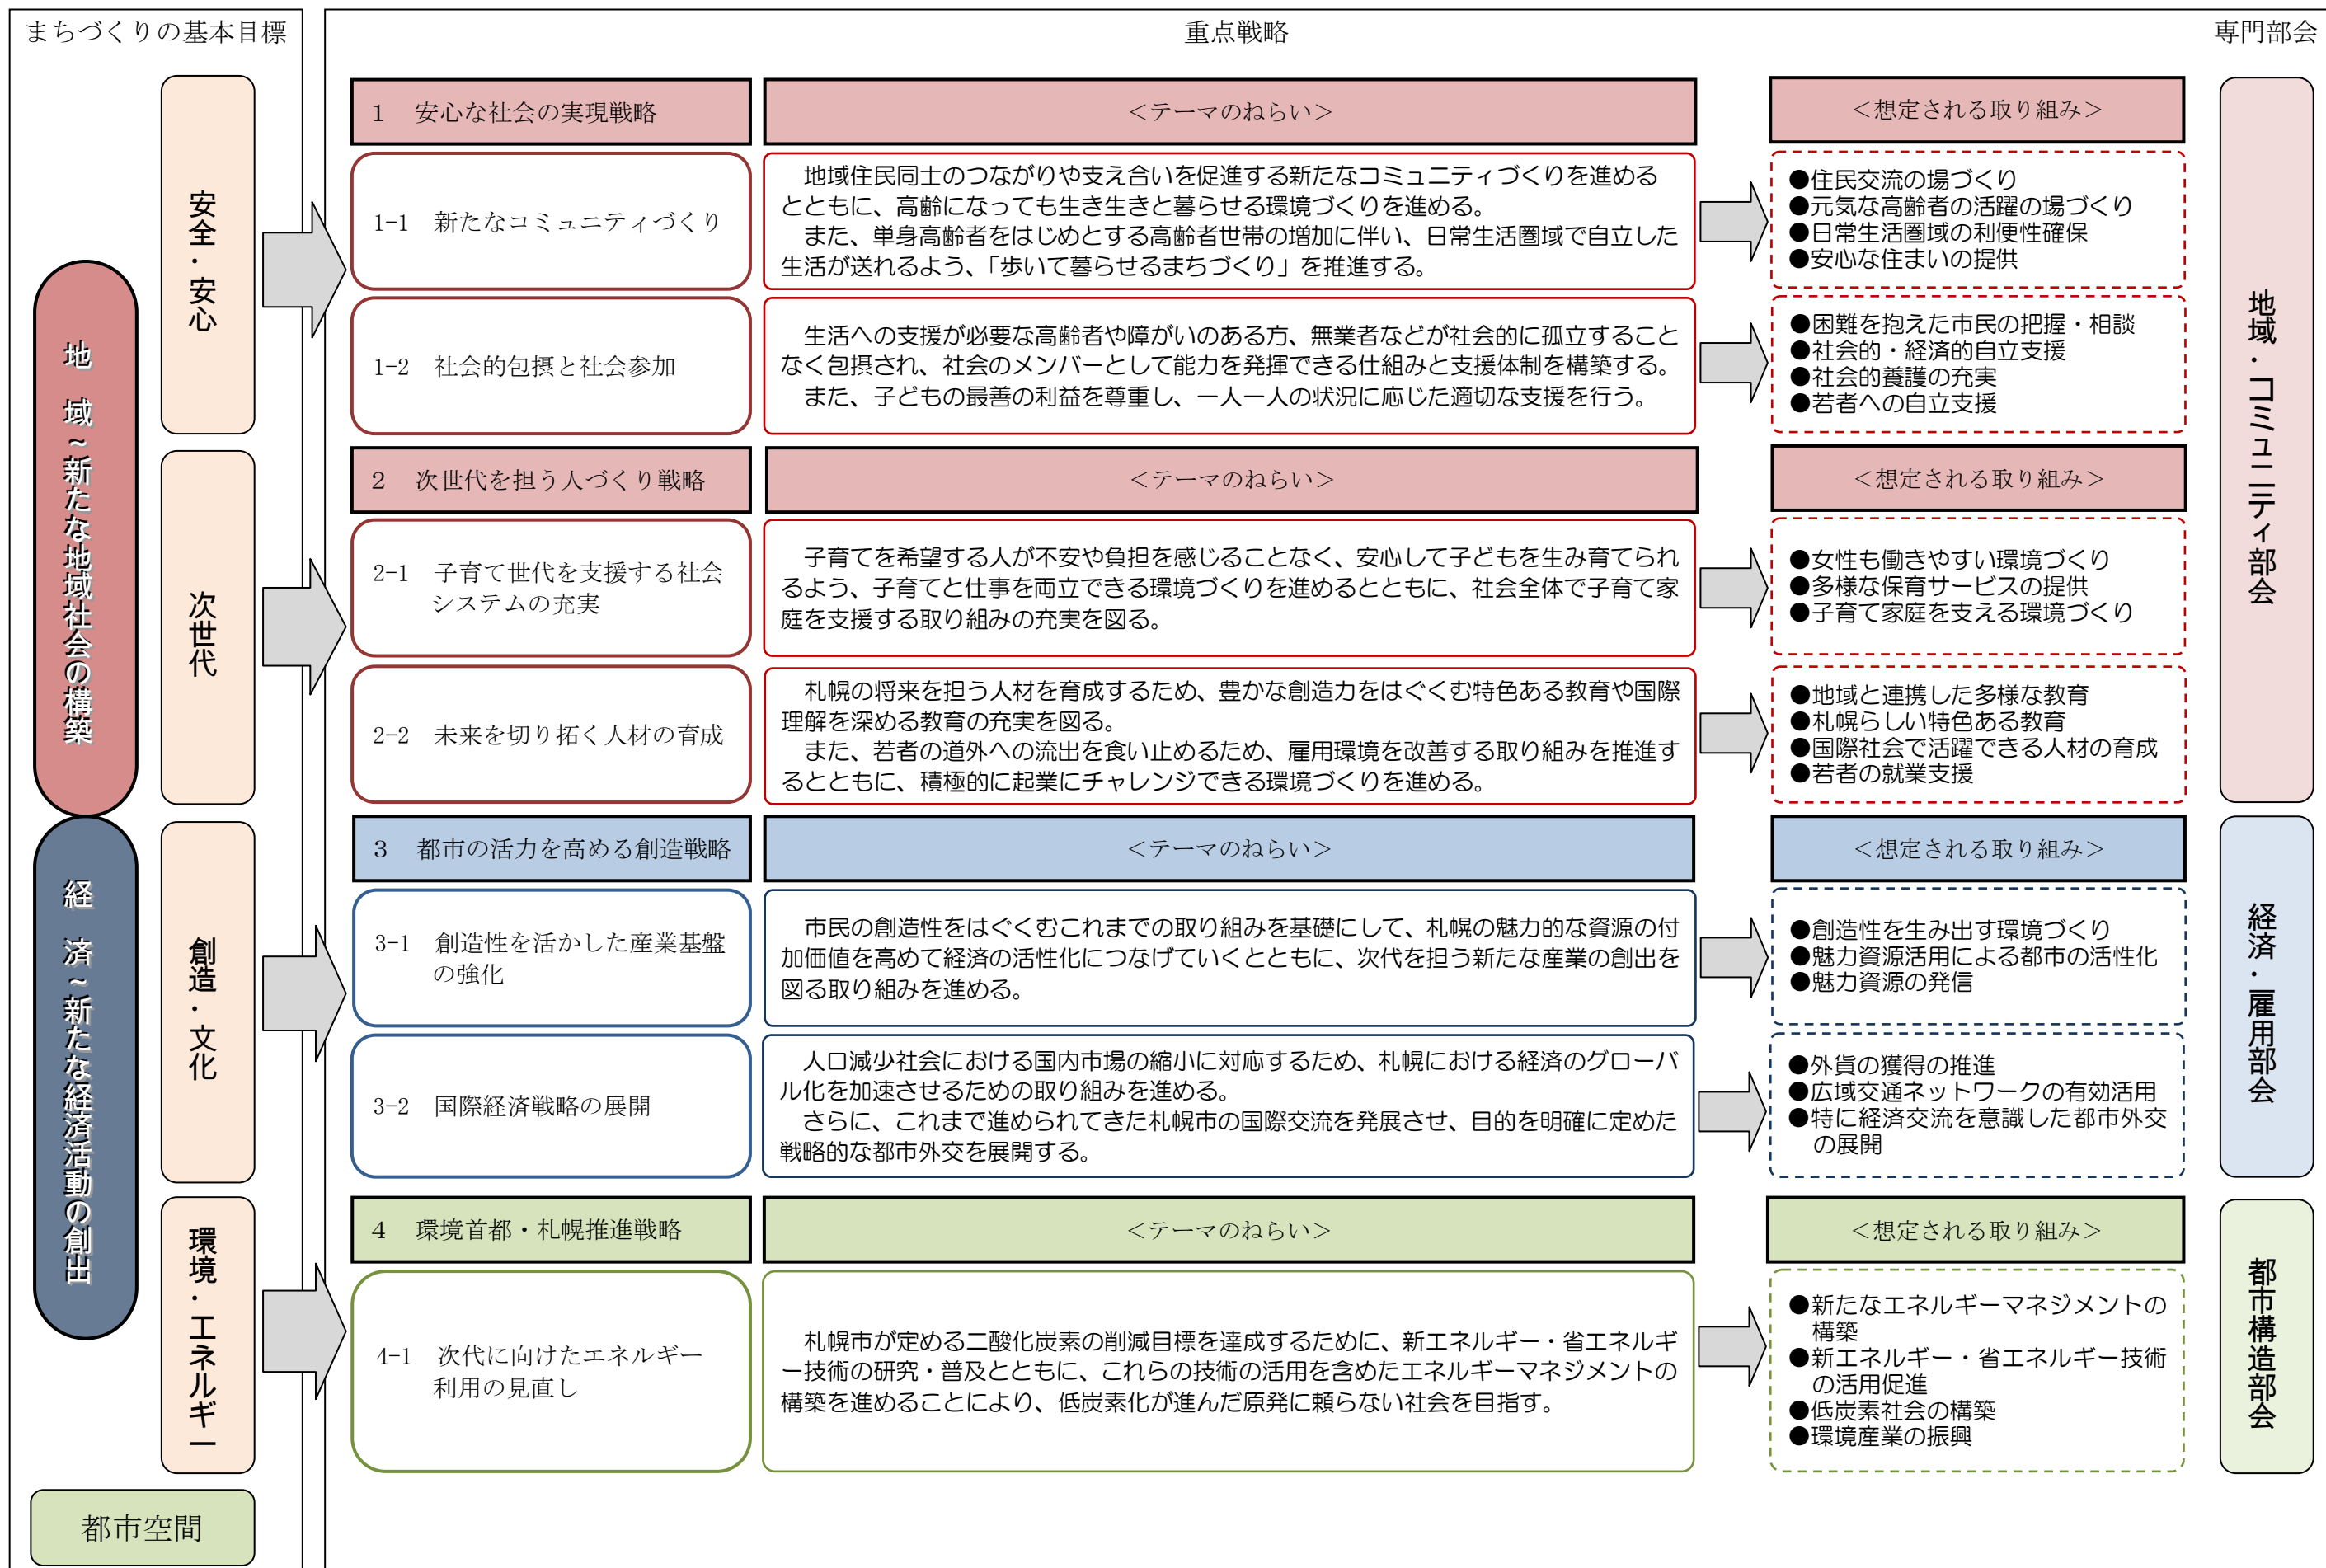 まちづくりの基本目標
重点戦略
専門部会
地　域～新たな地域社会の構築
経　済～新たな経済活動の創出
安全・安心
次世代
創造・文化
環境・エネルギー
都市空間
1　安心な社会の実現戦略
＜テーマのねらい＞
＜想定される取り組み＞
1-1　新たなコミュニティづくり
地域住民同士のつながりや支え合いを促進する新たなコミュニティづくりを進める
とともに、高齢になっても生き生きと暮らせる環境づくりを進める。
また、単身高齢者をはじめとする高齢者世帯の増加に伴い、日常生活圏域で自立した
生活が送れるよう、「歩いて暮らせるまちづくり」を推進する。
●住民交流の場づくり
●元気な高齢者の活躍の場づくり
●日常生活圏域の利便性確保
●安心な住まいの提供
1-2　社会的包摂と社会参加
生活への支援が必要な高齢者や障がいのある方、無業者などが社会的に孤立すること
なく包摂され、社会のメンバーとして能力を発揮できる仕組みと支援体制を構築する。
また、子どもの最善の利益を尊重し、一人一人の状況に応じた適切な支援を行う。
●困難を抱えた市民の把握・相談
●社会的・経済的自立支援
●社会的養護の充実
●若者への自立支援
2　次世代を担う人づくり戦略
＜テーマのねらい＞
＜想定される取り組み＞
2-1　子育て世代を支援する社会
システムの充実
子育てを希望する人が不安や負担を感じることなく、安心して子どもを生み育てられ
るよう、子育てと仕事を両立できる環境づくりを進めるとともに、社会全体で子育て家
庭を支援する取り組みの充実を図る。
●女性も働きやすい環境づくり
●多様な保育サービスの提供
●子育て家庭を支える環境づくり
2-2　未来を切り拓く人材の育成
札幌の将来を担う人材を育成するため、豊かな創造力をはぐくむ特色ある教育や国際
理解を深める教育の充実を図る。
また、若者の道外への流出を食い止めるため、雇用環境を改善する取り組みを推進す
るとともに、積極的に起業にチャレンジできる環境づくりを進める。
●地域と連携した多様な教育
●札幌らしい特色ある教育
●国際社会で活躍できる人材の育成
●若者の就業支援
地域・コミュニティ部会
3　都市の活力を高める創造戦略
＜テーマのねらい＞
＜想定される取り組み＞
3-1　創造性を活かした産業基盤
の強化
市民の創造性をはぐくむこれまでの取り組みを基礎にして、札幌の魅力的な資源の付
加価値を高めて経済の活性化につなげていくとともに、次代を担う新たな産業の創出を
図る取り組みを進める。
●創造性を生み出す環境づくり
●魅力資源活用による都市の活性化
●魅力資源の発信
3-2　国際経済戦略の展開
人口減少社会における国内市場の縮小に対応するため、札幌における経済のグローバ
ル化を加速させるための取り組みを進める。
さらに、これまで進められてきた札幌市の国際交流を発展させ、目的を明確に定めた
戦略的な都市外交を展開する。
●外貨の獲得の推進
●広域交通ネットワークの有効活用
●特に経済交流を意識した都市外交
の展開
経済・雇用部会
4　環境首都・札幌推進戦略
＜テーマのねらい＞
＜想定される取り組み＞
4-1　次代に向けたエネルギー
利用の見直し
札幌市が定める二酸化炭素の削減目標を達成するために、新エネルギー・省エネルギ
ー技術の研究・普及とともに、これらの技術の活用を含めたエネルギーマネジメントの
構築を進めることにより、低炭素化が進んだ原発に頼らない社会を目指す。
●新たなエネルギーマネジメントの
構築
●新エネルギー・省エネルギー技術
の活用促進
●低炭素社会の構築
●環境産業の振興
都市構造部会